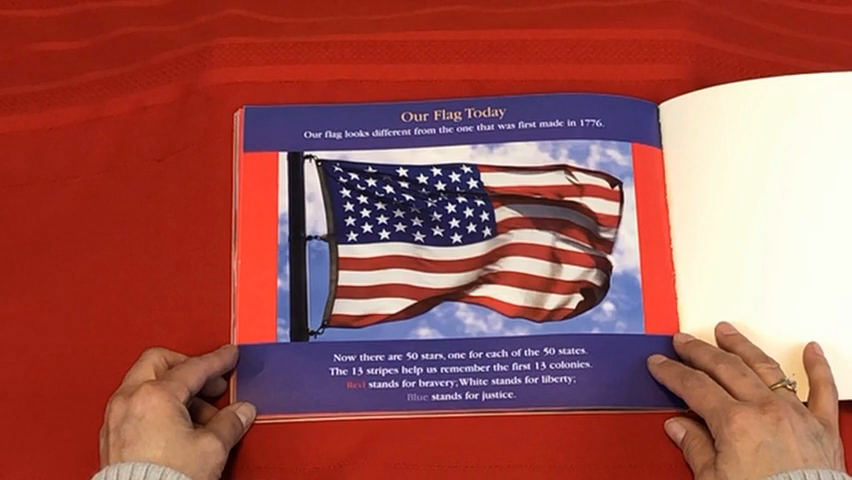 Our Flag Today
Our flag looks different from the one that was first made in 1776.
Now there are 50 stars, one for each of the 50 states.
The 13 stripes help us remember the first 13 colonies.
Red stands for bravery; White stands for liberty;
Blue stands for justice.